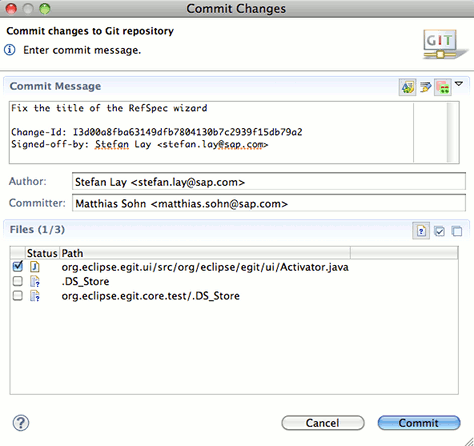 Commit Changes
Commit changes to Git repository
Enter commit message.
GIT
Commit Message
Fix the title of the RefSpec wizard
Change-Id: I3d00a8fba63149dfb7804130b7c2939f15db79a2
Signed-off-by: Stefan Lay <stefan.lay@sap.com>
Author: Stefan Lay <stefan.lay@sap.com>
Committer: Matthias Sohn <matthias.sohn@sap.com>
Files (1/3)
Status Path
org.eclipse.egit.ui/src/org/eclipse/egit/ui/Activator.java
.DS_Store
org.eclipse.egit.core.test/.DS_Store
Cancel Commit